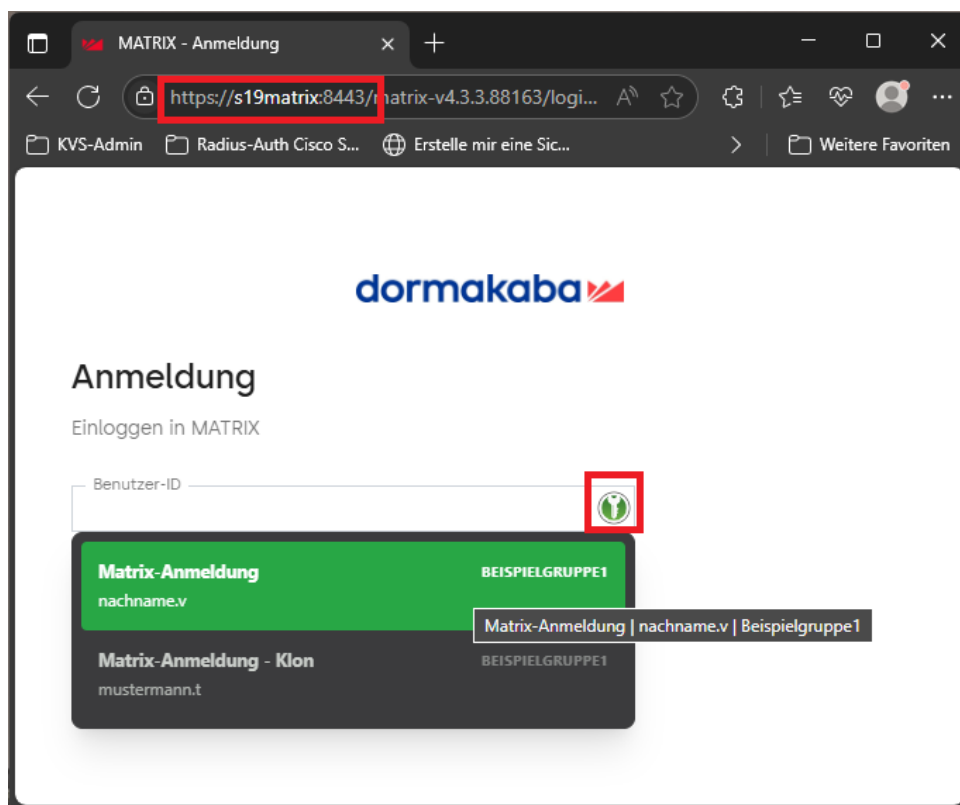 MATRIX - Anmeldung
https://s19matrix:8443/matrix-v4.3.3.88163/logi...
KVS-Admin Radius-Auth Cisco S... Erstelle mir eine Sic... Weitere Favoriten
dormakaba
Anmeldung
Einloggen in MATRIX
Benutzer-ID
Matrix-Anmeldung BEISPIELGRUPPE1
nachname.v
Matrix-Anmeldung | nachname.v | Beispielgruppe1
Matrix-Anmeldung - Klon BEISPIELGRUPPE1
mustermann.t